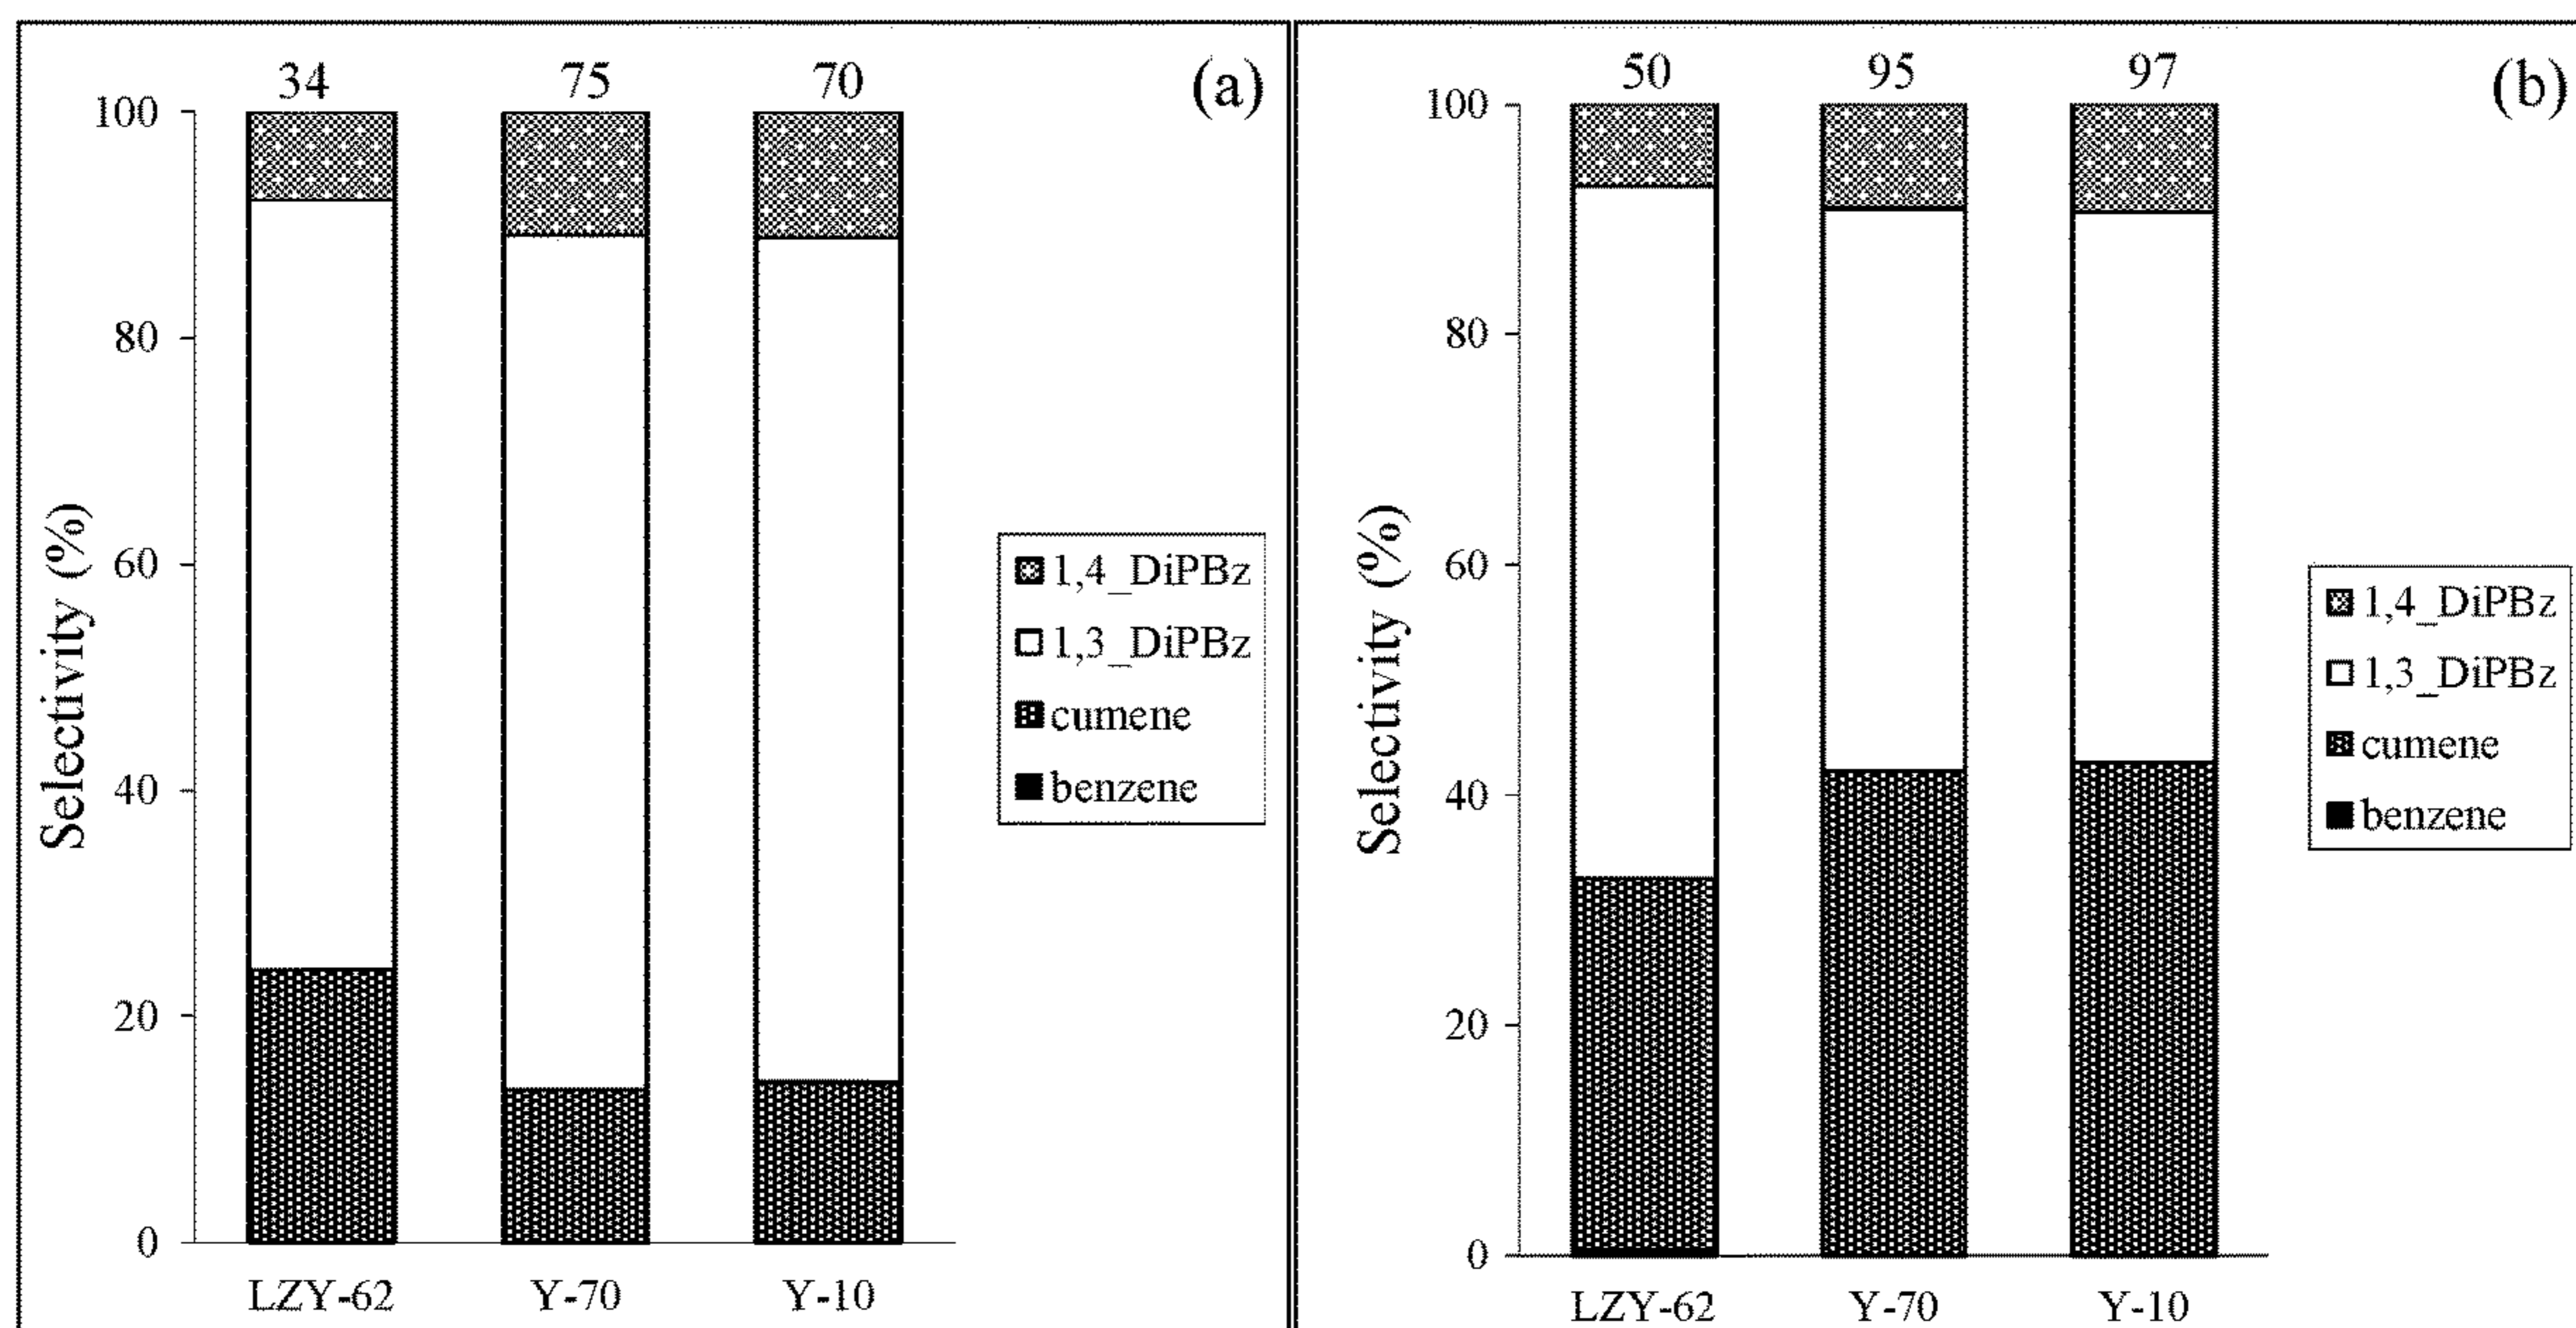 34 75 70 (a)
100
80
60
40
20
0
Selectivity (%)
1,4_DiPBz
1,3_DiPBz
cumene
benzene
LZY-62 Y-70 Y-10
50 95 97 (b)
100
80
60
40
20
0
Selectivity (%)
1,4_DiPBz
1,3_DiPBz
cumene
benzene
LZY-62 Y-70 Y-10